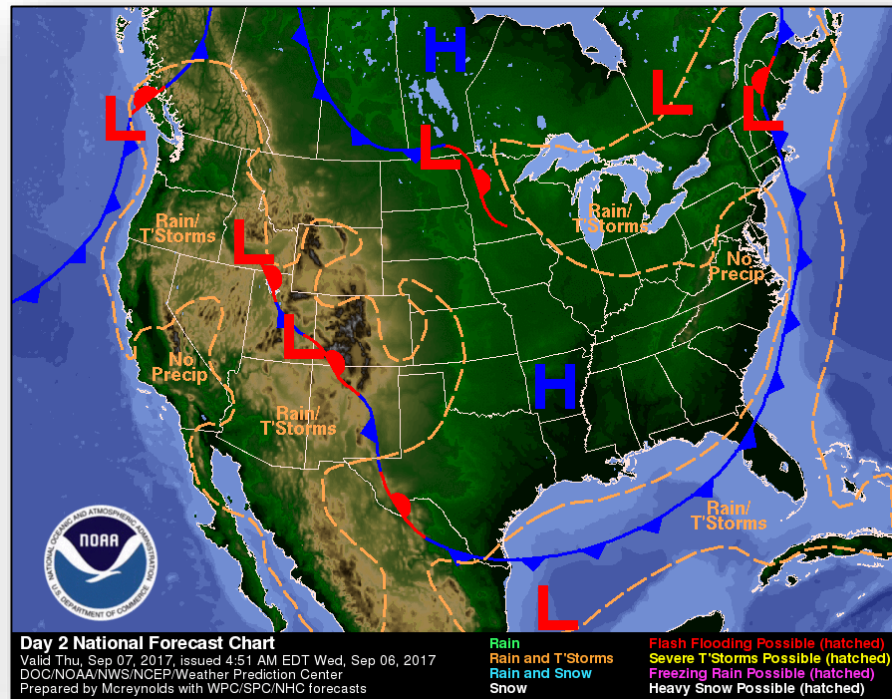 H
L
L
L
L
Rain/
T'Storms
Rain/
T'Storms
No
Precip
L
L
H
No
Precip
Rain/
T'Storms
Rain/
T'Storms
L
NATIONAL OCEANIC AND ATMOSPHERIC ADMINISTRATION
NOAA
U.S. DEPARTMENT OF COMMERCE
Day 2 National Forecast Chart
Valid Thu, Sep 07, 2017, issued 4:51 AM EDT Wed, Sep 06, 2017
DOC/NOAA/NWS/NCEP/Weather Prediction Center
Prepared by Mcreynolds with WPC/SPC/NHC forecasts
Rain
Rain and T'Storms
Rain and Snow
Snow
Flash Flooding Possible (hatched)
Severe T'Storms Possible (hatched)
Freezing Rain Possible (hatched)
Heavy Snow Possible (hatched)